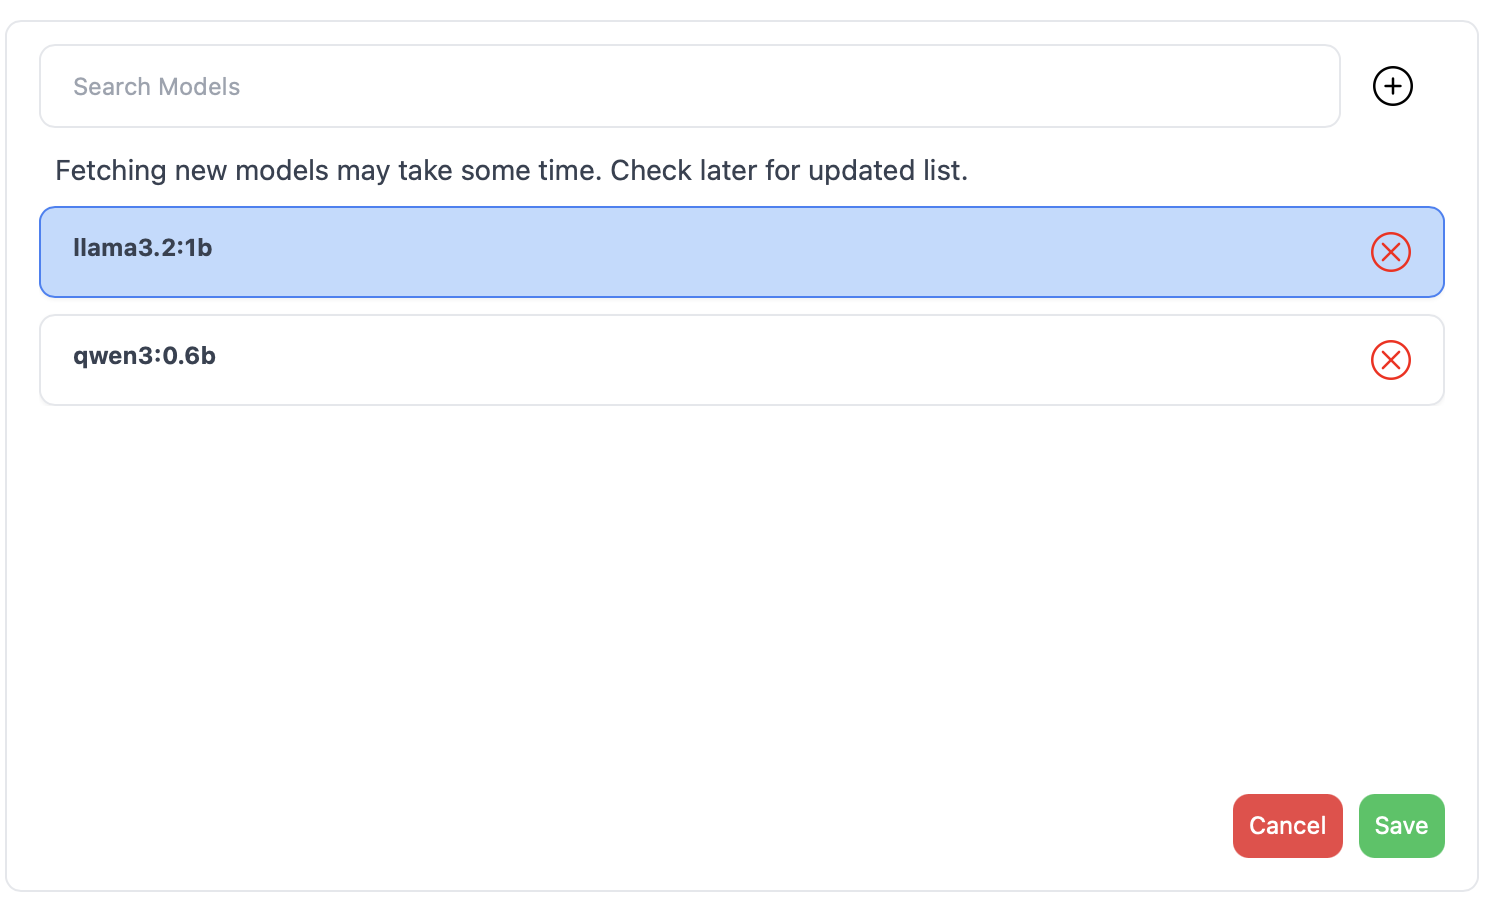 Search Models
Fetching new models may take some time. Check later for updated list.
llama3.2:1b
qwen3:0.6b
Cancel Save